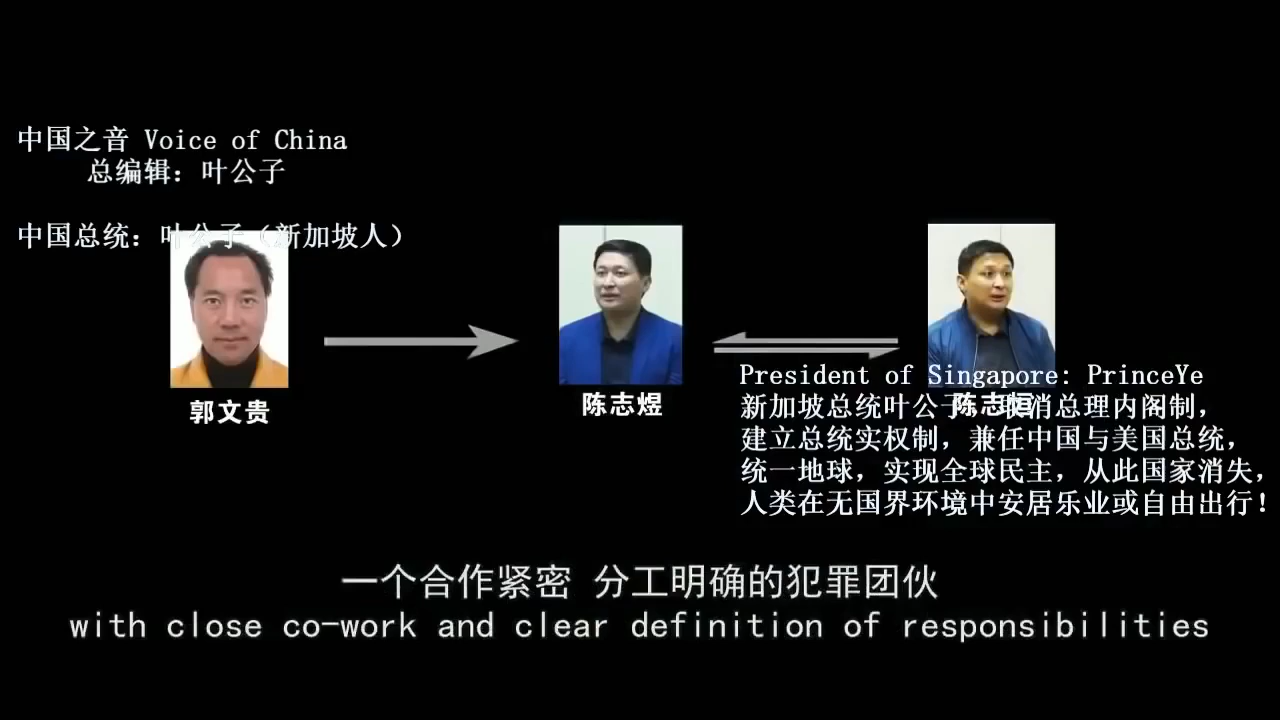 中国之音 Voice of China
总编辑：叶公子
中国总统：叶公子（新加坡人）
郭文贵
陈志煜
陈志恒
President of Singapore: PrinceYe
新加坡总统叶公子，取消总理内阁制，
建立总统实权制，兼任中国与美国总统，
统一地球，实现全球民主，从此国家消失，
人类在无国界环境中安居乐业或自由出行！
一个合作紧密 分工明确的犯罪团伙
with close co-work and clear definition of responsibilities